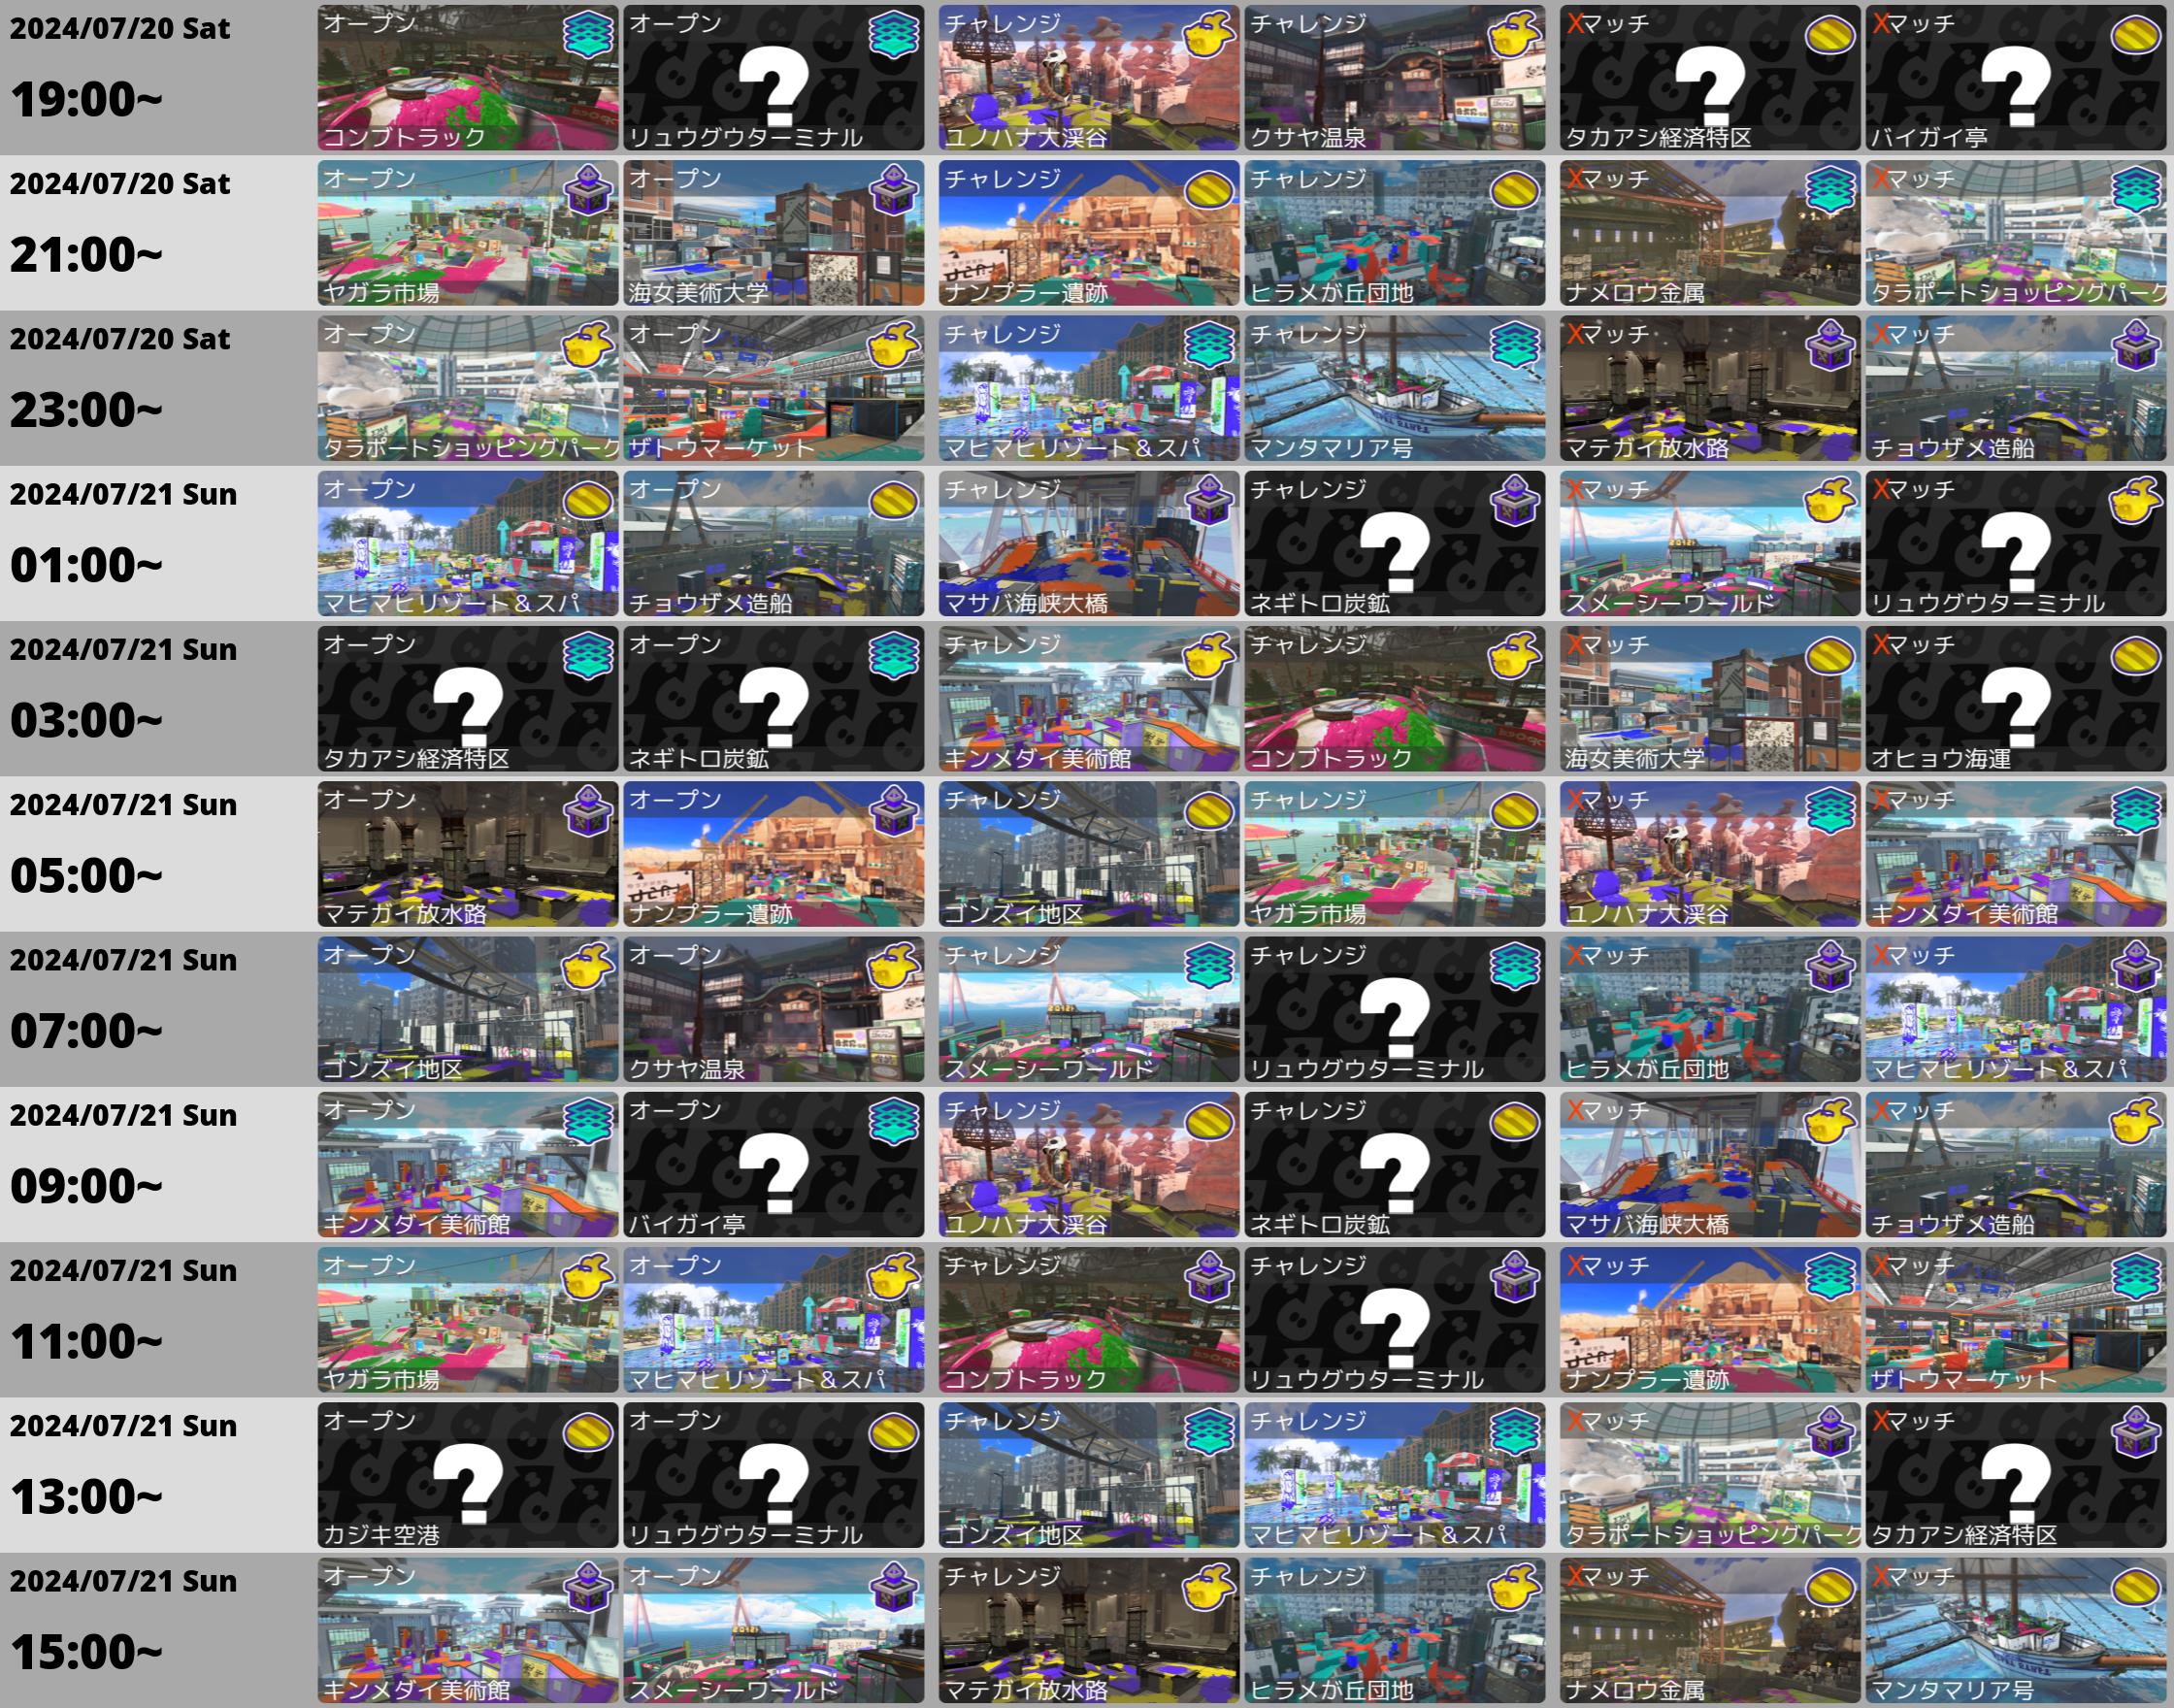 2024/07/20 Sat
19:00~
オープン
コンブトラック
オープン
リュウグウターミナル
チャレンジ
ユノハナ大渓谷
チャレンジ
クサヤ温泉
Xマッチ
タカアシ経済特区
Xマッチ
バイガイ亭
2024/07/20 Sat
21:00~
オープン
ヤガラ市場
オープン
海女美術大学
チャレンジ
ナンプラー遺跡
チャレンジ
ヒラメが丘団地
Xマッチ
ナメロウ金属
Xマッチ
タラポートショッピングパーク
2024/07/20 Sat
23:00~
オープン
タラポートショッピングパーク
オープン
ザトウマーケット
チャレンジ
マヒマヒリゾート＆スパ
チャレンジ
マンタマリア号
Xマッチ
マテガイ放水路
Xマッチ
チョウザメ造船
2024/07/21 Sun
01:00~
オープン
マヒマヒリゾート＆スパ
オープン
チョウザメ造船
チャレンジ
マサバ海峡大橋
チャレンジ
ネギトロ炭鉱
Xマッチ
スメーシーワールド
Xマッチ
リュウグウターミナル
2024/07/21 Sun
03:00~
オープン
タカアシ経済特区
オープン
ネギトロ炭鉱
チャレンジ
キンメダイ美術館
チャレンジ
コンブトラック
Xマッチ
海女美術大学
Xマッチ
オヒョウ海運
2024/07/21 Sun
05:00~
オープン
マテガイ放水路
オープン
ナンプラー遺跡
チャレンジ
ゴンズイ地区
チャレンジ
ヤガラ市場
Xマッチ
ユノハナ大渓谷
Xマッチ
キンメダイ美術館
2024/07/21 Sun
07:00~
オープン
ゴンズイ地区
オープン
クサヤ温泉
チャレンジ
スメーシーワールド
チャレンジ
リュウグウターミナル
Xマッチ
ヒラメが丘団地
Xマッチ
マヒマヒリゾート＆スパ
2024/07/21 Sun
09:00~
オープン
キンメダイ美術館
オープン
バイガイ亭
チャレンジ
ユノハナ大渓谷
チャレンジ
ネギトロ炭鉱
Xマッチ
マサバ海峡大橋
Xマッチ
チョウザメ造船
2024/07/21 Sun
11:00~
オープン
ヤガラ市場
オープン
マヒマヒリゾート＆スパ
チャレンジ
コンブトラック
チャレンジ
リュウグウターミナル
Xマッチ
ナンプラー遺跡
Xマッチ
ザトウマーケット
2024/07/21 Sun
13:00~
オープン
カジキ空港
オープン
リュウグウターミナル
チャレンジ
ゴンズイ地区
チャレンジ
マヒマヒリゾート＆スパ
Xマッチ
タラポートショッピングパーク
Xマッチ
タカアシ経済特区
2024/07/21 Sun
15:00~
オープン
キンメダイ美術館
オープン
スメーシーワールド
チャレンジ
マテガイ放水路
チャレンジ
ヒラメが丘団地
Xマッチ
ナメロウ金属
Xマッチ
マンタマリア号